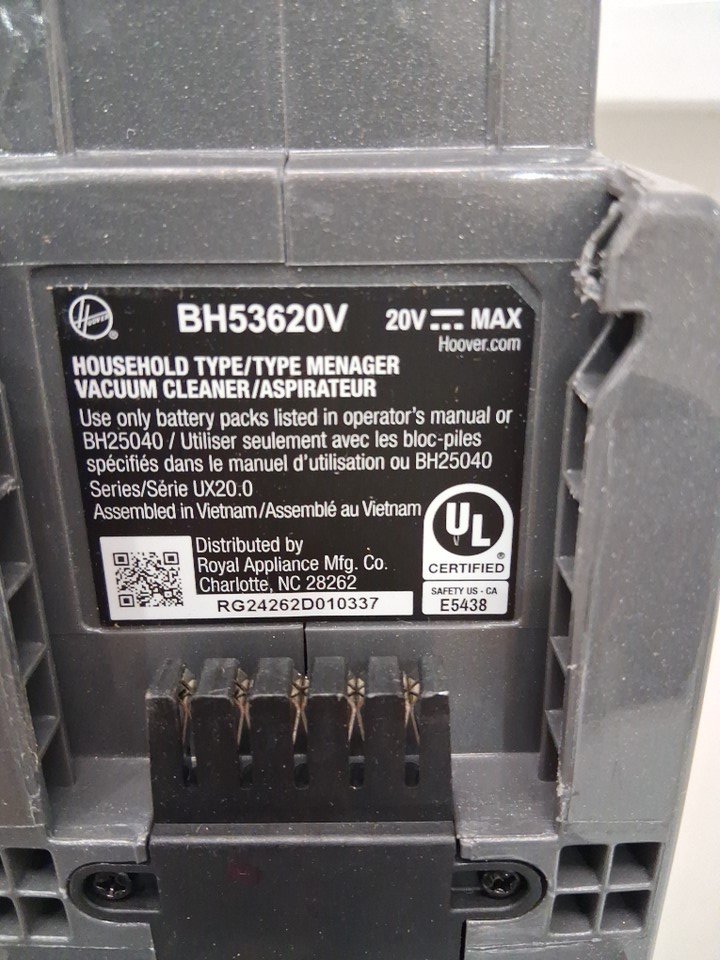 HOOVER ®
BH53620V
20V MAX
Hoover.com
HOUSEHOLD TYPE/TYPE MENAGER
VACUUM CLEANER/ASPIRATEUR
Use only battery packs listed in operator's manual or
BH25040 / Utiliser seulement avec les bloc-piles
spécifiés dans le manuel d'utilisation ou BH25040
Series/Série UX20.0
Assembled in Vietnam/Assemblé au Vietnam
Distributed by
Royal Appliance Mfg. Co.
Charlotte, NC 28262
RG24262D010337
UL ®
CERTIFIED
SAFETY US - CA
E5438